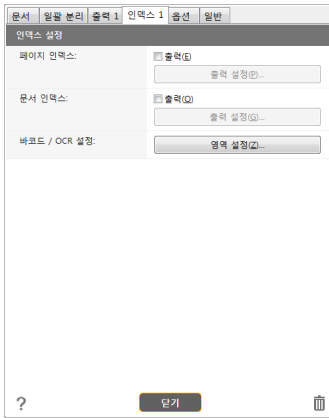 문서 일괄 분리 출력 1 인덱스 1 옵션 일반
인덱스 설정
페이지 인덱스: 출력(E)
출력 설정(P)...
문서 인덱스: 출력(O)
출력 설정(G)...
바코드 / OCR 설정: 영역 설정(Z)...
? 닫기